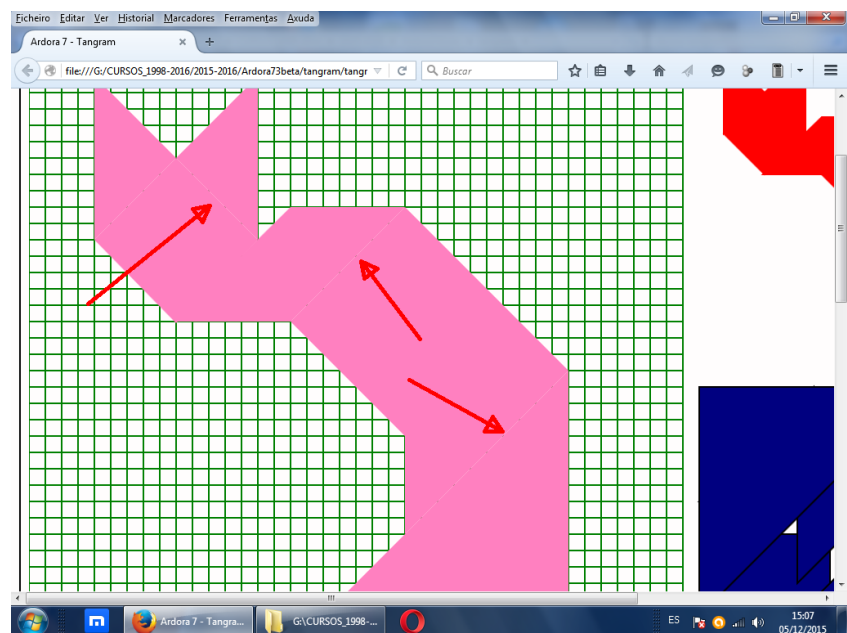 Ficheiro Editar Ver Historial Marcadores Ferramentas Axuda
Ardora 7 - Tangram
file:///G:/CURSOS_1998-2016/2015-2016/Ardora73beta/tangram/tangr
Buscar
Ardora 7 - Tangra...
G:\CURSOS_1998-...
ES
15:07
05/12/2015